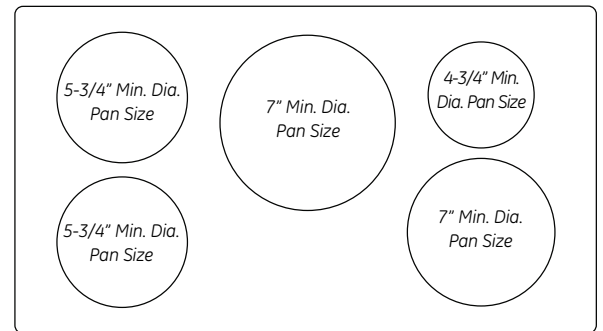 5-3/4” Min. Dia.
Pan Size
7” Min. Dia.
Pan Size
4-3/4” Min.
Dia. Pan Size
5-3/4” Min. Dia.
Pan Size
7” Min. Dia.
Pan Size